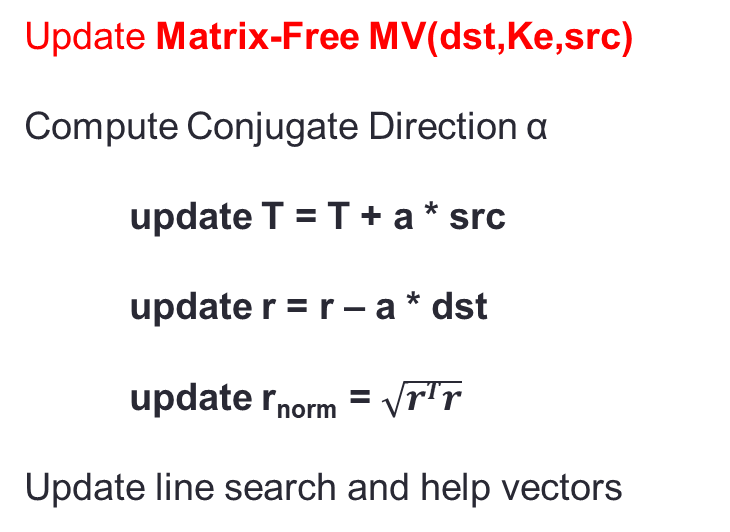 Update Matrix-Free MV(dst,Ke,src)
Compute Conjugate Direction α
update T = T + a * src
update r = r – a * dst
update rnorm = √rᵀr
Update line search and help vectors